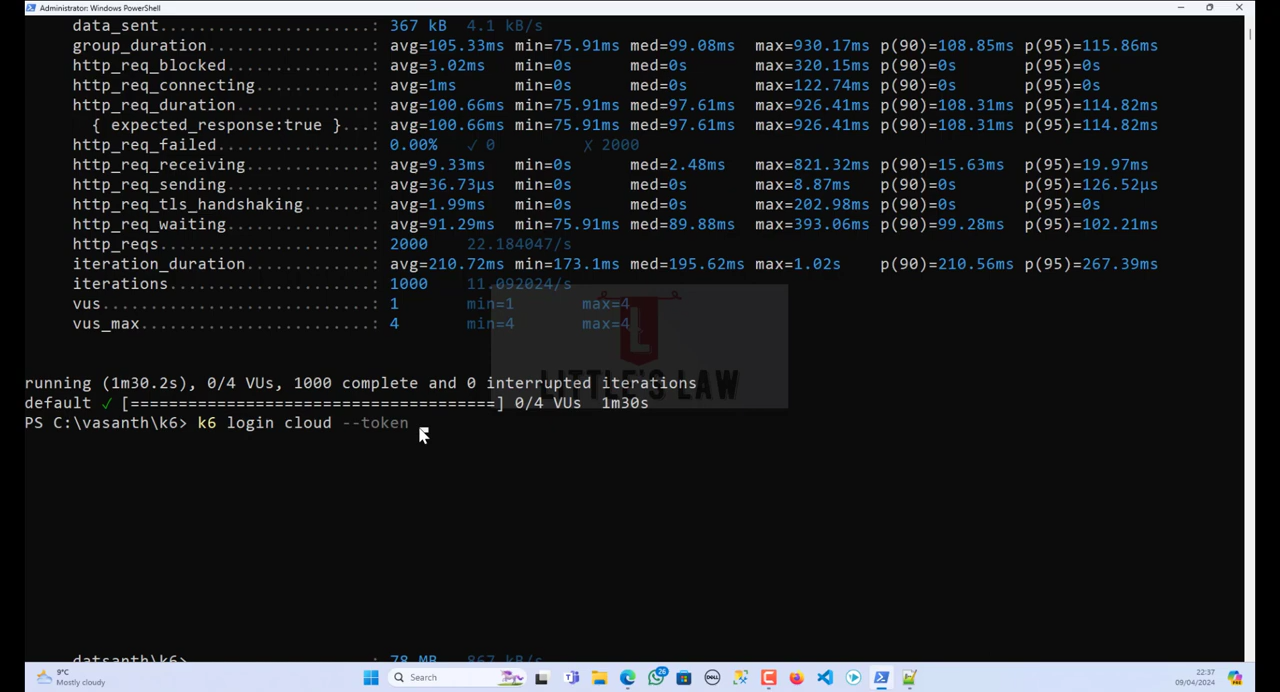 Administrator: Windows PowerShell
data_sent......................: 367 kB 4.1 kB/s
group_duration.................: avg=105.33ms min=75.91ms med=99.08ms max=930.17ms p(90)=108.85ms p(95)=115.86ms
http_req_blocked...............: avg=3.02ms min=0s med=0s max=320.15ms p(90)=0s p(95)=0s
http_req_connecting............: avg=1ms min=0s med=0s max=122.74ms p(90)=0s p(95)=0s
http_req_duration..............: avg=100.66ms min=75.91ms med=97.61ms max=926.41ms p(90)=108.31ms p(95)=114.82ms
{ expected_response:true }...: avg=100.66ms min=75.91ms med=97.61ms max=926.41ms p(90)=108.31ms p(95)=114.82ms
http_req_failed................: 0.00% ✓ 0 ✗ 2000
http_req_receiving.............: avg=9.33ms min=0s med=2.48ms max=821.32ms p(90)=15.63ms p(95)=19.97ms
http_req_sending...............: avg=36.73µs min=0s med=0s max=8.87ms p(90)=0s p(95)=126.52µs
http_req_tls_handshaking.......: avg=1.99ms min=0s med=0s max=202.98ms p(90)=0s p(95)=0s
http_req_waiting...............: avg=91.29ms min=75.91ms med=89.88ms max=393.06ms p(90)=99.28ms p(95)=102.21ms
http_reqs......................: 2000 22.184047/s
iteration_duration.............: avg=210.72ms min=173.1ms med=195.62ms max=1.02s p(90)=210.56ms p(95)=267.39ms
iterations.....................: 1000 11.092024/s
vus............................: 1 min=1 max=4
vus_max........................: 4 min=4 max=4
L
LITTLE'S LAW
running (1m30.2s), 0/4 VUs, 1000 complete and 0 interrupted iterations
default ✓ [======================================] 0/4 VUs 1m30s
PS C:\vasanth\k6> k6 login cloud --token
datsanth\k6> : 78 MB 867 kB/s
9°C
Mostly cloudy
Search
26
22:37
09/04/2024